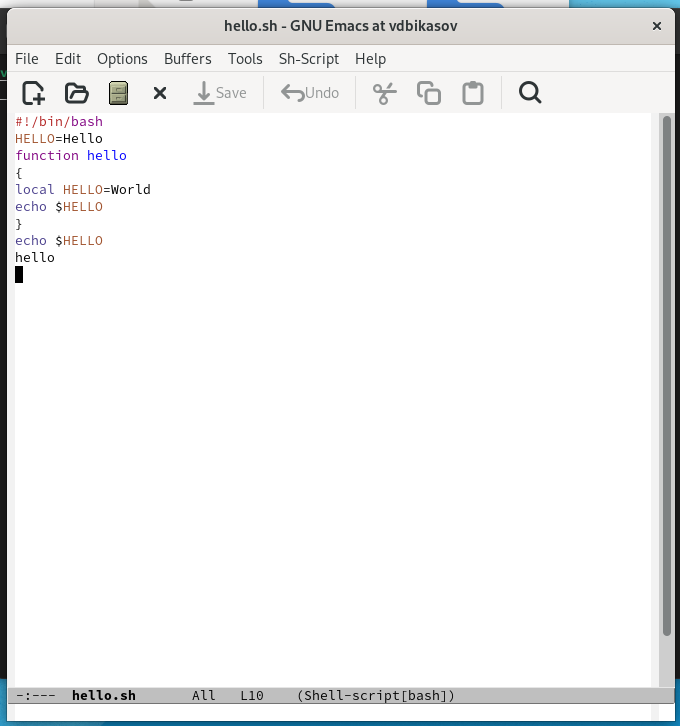 hello.sh - GNU Emacs at vdbikasov
File Edit Options Buffers Tools Sh-Script Help
Save Undo
#!/bin/bash
HELLO=Hello
function hello
{
local HELLO=World
echo $HELLO
}
echo $HELLO
hello
-:--- hello.sh All L10 (Shell-script[bash])